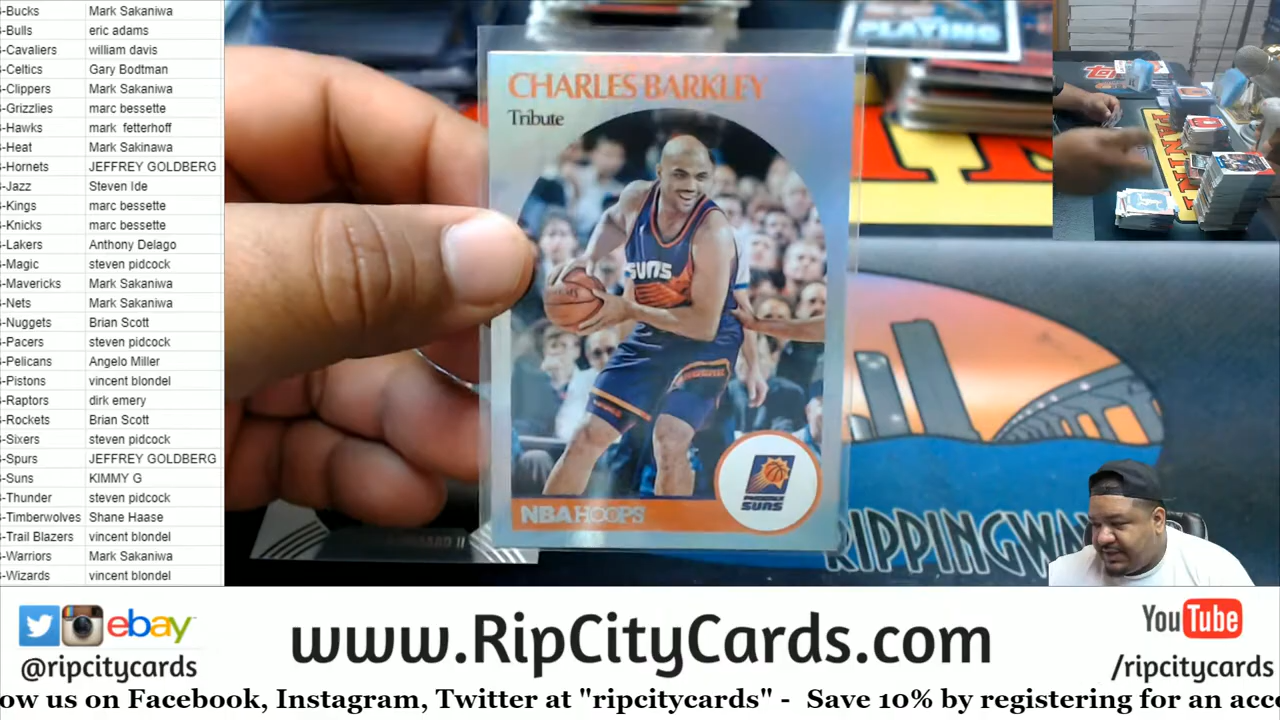 -Bucks Mark Sakaniwa
-Bulls eric adams
-Cavaliers william davis
-Celtics Gary Bodtman
-Clippers Mark Sakaniwa
-Grizzlies marc bessette
-Hawks mark fetterhoff
-Heat Mark Sakinawa
-Hornets JEFFREY GOLDBERG
-Jazz Steven Ide
-Kings marc bessette
-Knicks marc bessette
-Lakers Anthony Delago
-Magic steven pidcock
-Mavericks Mark Sakaniwa
-Nets Mark Sakaniwa
-Nuggets Brian Scott
-Pacers steven pidcock
-Pelicans Angelo Miller
-Pistons vincent blondel
-Raptors dirk emery
-Rockets Brian Scott
-Sixers steven pidcock
-Spurs JEFFREY GOLDBERG
-Suns KIMMY G
-Thunder steven pidcock
-Timberwolves Shane Haase
-Trail Blazers vincent blondel
-Warriors Mark Sakaniwa
-Wizards vincent blondel
PLAYING
CHARLES BARKLEY
Tribute
SUNS
NBA HOOPS
PHOENIX
SUNS
PANINI
RIPPINGWA
ebay
@ripcitycards
www.RipCityCards.com
YouTube
/ripcitycards
ow us on Facebook, Instagram, Twitter at "ripcitycards" - Save 10% by registering for an acc